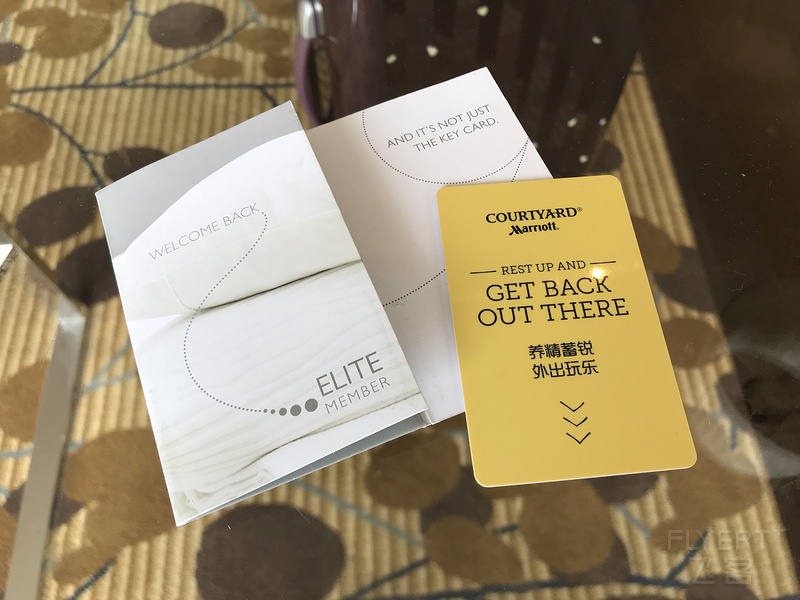 WELCOME BACK
ELITE
MEMBER
AND IT'S NOT JUST
THE KEY CARD.
COURTYARD®
Marriott.
REST UP AND
GET BACK
OUT THERE
养精蓄锐
外出玩乐
FLYERT
飞客